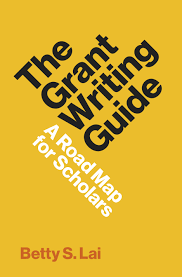 The
Grant
Writing
Guide
A Road Map
for Scholars
Betty S. Lai